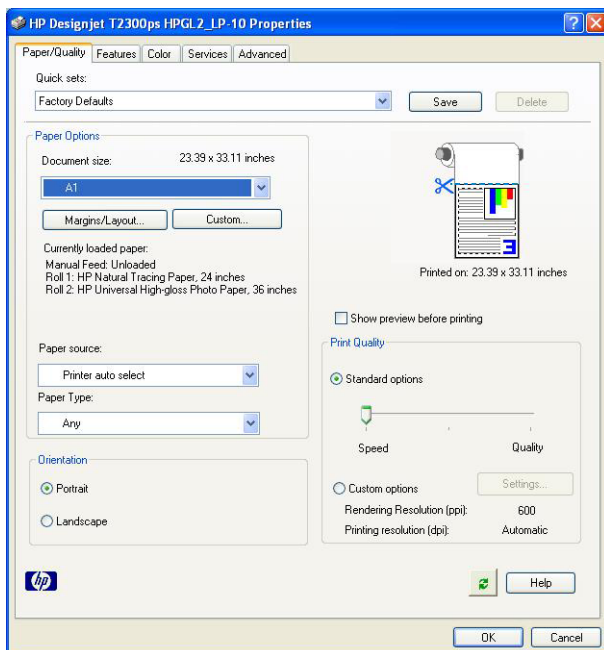 HP Designjet T2300ps HPGL2_LP-10 Properties
Paper/Quality Features Color Services Advanced
Quick sets:
Factory Defaults Save Delete
Paper Options
Document size: 23.39 x 33.11 inches
A1
Margins/Layout... Custom...
Currently loaded paper:
Manual Feed: Unloaded
Roll 1: HP Natural Tracing Paper, 24 inches
Roll 2: HP Universal High-gloss Photo Paper, 36 inches
Paper source:
Printer auto select
Paper Type:
Any
Orientation
Portrait
Landscape
3
Printed on: 23.39 x 33.11 inches
Show preview before printing
Print Quality
Standard options
Speed Quality
Custom options Settings...
Rendering Resolution (ppi): 600
Printing resolution (dpi): Automatic
hp
Help
OK Cancel